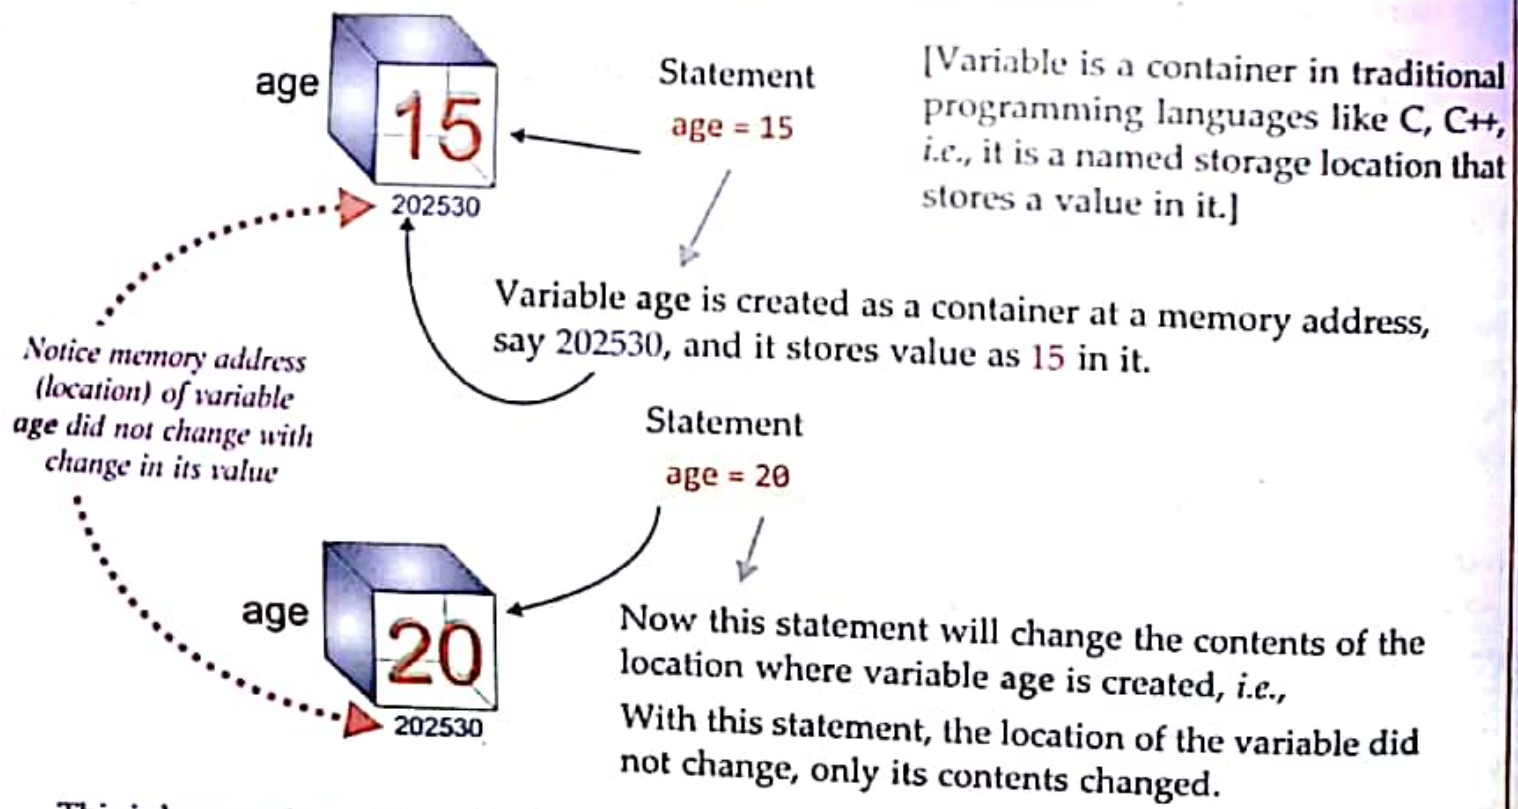 age
15
202530
Statement
age = 15
[Variable is a container in traditional
programming languages like C, C++,
i.e., it is a named storage location that
stores a value in it.]
Variable age is created as a container at a memory address,
say 202530, and it stores value as 15 in it.
Notice memory address
(location) of variable
age did not change with
change in its value
Statement
age = 20
age
20
202530
Now this statement will change the contents of the
location where variable age is created, i.e.,
With this statement, the location of the variable did
not change, only its contents changed.